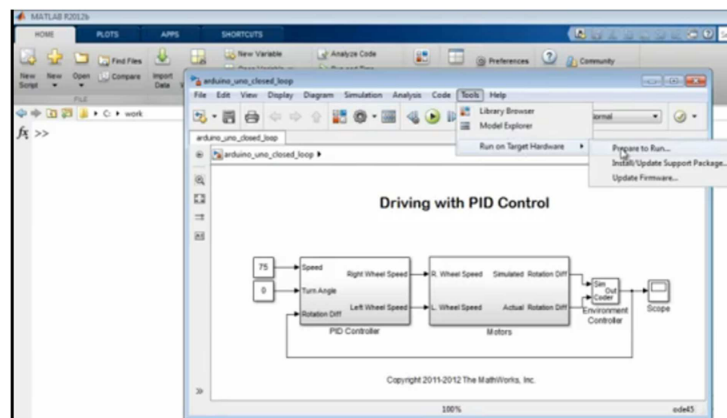 MATLAB R2012b
HOME PLOTS APPS SHORTCUTS
New Script
New
Open
Find Files
Compare
Import Data
New Variable
Analyze Code
Preferences
Community
FILE
C: work
fx >>
arduino_uno_closed_loop
File Edit View Display Diagram Simulation Analysis Code Tools Help
Library Browser
Model Explorer
Run on Target Hardware
Prepare to Run...
Install/Update Support Package...
Update Firmware...
arduino_uno_closed_loop
arduino_uno_closed_loop
Driving with PID Control
75
0
Speed
Turn Angle
Rotation Diff
Right Wheel Speed
Left Wheel Speed
PID Controller
R. Wheel Speed
L. Wheel Speed
Simulated Rotation Diff
Actual Rotation Diff
Motors
Sim
Out
Coder
Environment
Controller
Scope
Copyright 2011-2012 The MathWorks, Inc.
100%
ode45